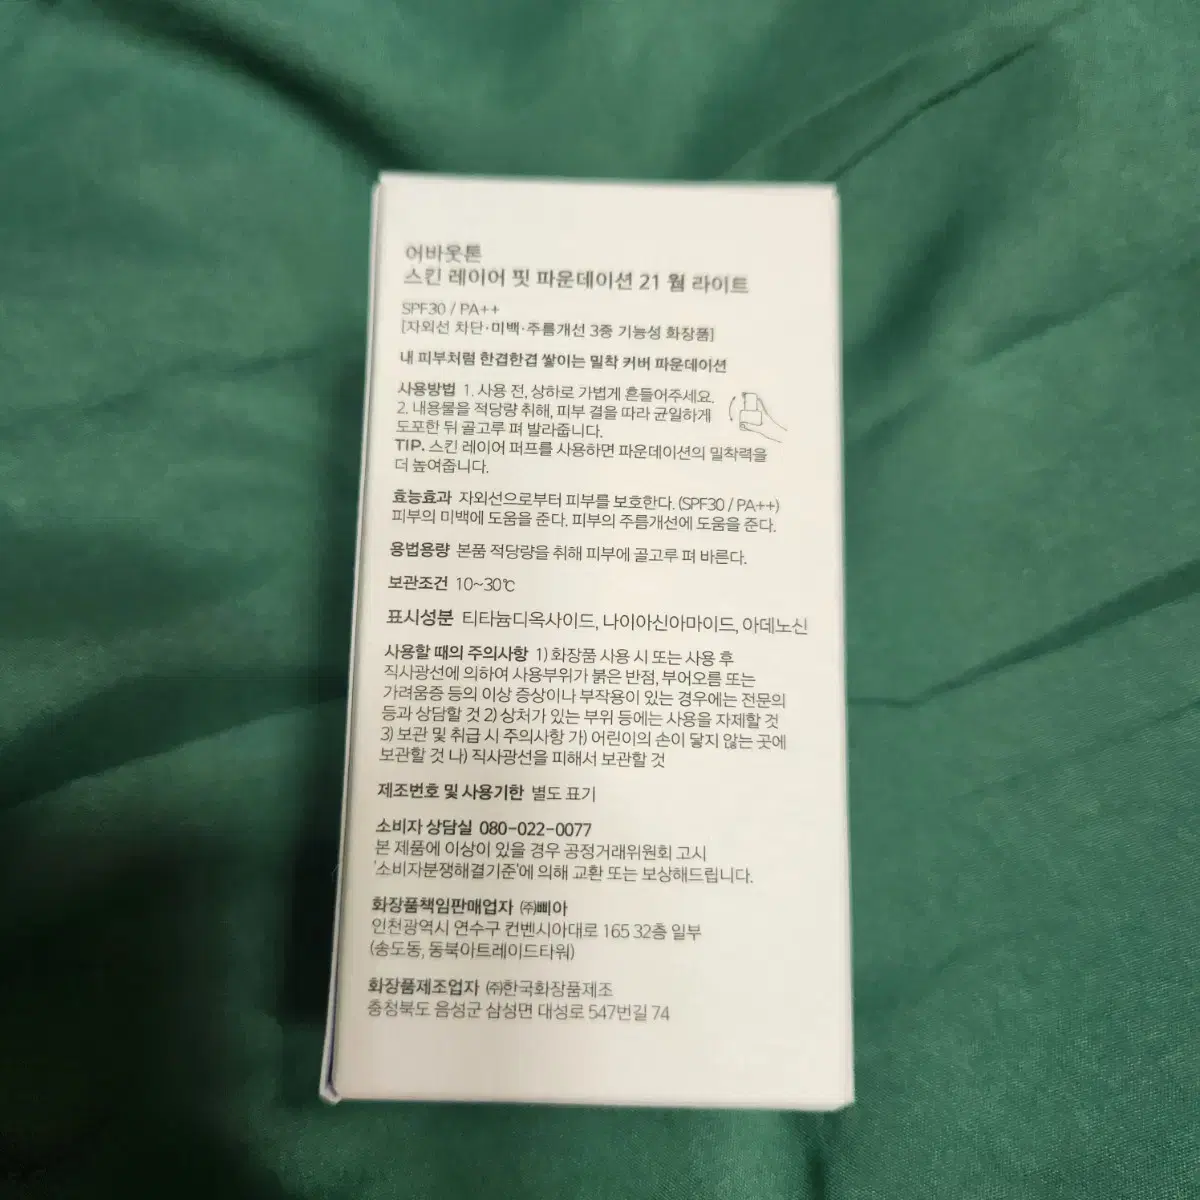 어바웃톤
스킨 레이어 핏 파운데이션 21 웜 라이트
SPF30 / PA++
[자외선 차단·미백·주름개선 3종 기능성 화장품]
내 피부처럼 한겹한겹 쌓이는 밀착 커버 파운데이션
사용방법 1. 사용 전, 상하로 가볍게 흔들어주세요.
2. 내용물을 적당량 취해, 피부 결을 따라 균일하게
도포한 뒤 골고루 펴 발라줍니다.
TIP. 스킨 레이어 퍼프를 사용하면 파운데이션의 밀착력을
더 높여줍니다.
효능효과 자외선으로부터 피부를 보호한다. (SPF30 / PA++)
피부의 미백에 도움을 준다. 피부의 주름개선에 도움을 준다.
용법용량 본품 적당량을 취해 피부에 골고루 펴 바른다.
보관조건 10~30℃
표시성분 티타늄디옥사이드, 나이아신아마이드, 아데노신
사용할 때의 주의사항 1) 화장품 사용 시 또는 사용 후
직사광선에 의하여 사용부위가 붉은 반점, 부어오름 또는
가려움증 등의 이상 증상이나 부작용이 있는 경우에는 전문의
등과 상담할 것 2) 상처가 있는 부위 등에는 사용을 자제할 것
3) 보관 및 취급 시 주의사항 가) 어린이의 손이 닿지 않는 곳에
보관할 것 나) 직사광선을 피해서 보관할 것
제조번호 및 사용기한 별도 표기
소비자 상담실 080-022-0077
본 제품에 이상이 있을 경우 공정거래위원회 고시
'소비자분쟁해결기준'에 의해 교환 또는 보상해드립니다.
화장품책임판매업자 ㈜삐아
인천광역시 연수구 컨벤시아대로 165 32층 일부
(송도동, 동북아트레이드타워)
화장품제조업자 ㈜한국화장품제조
충청북도 음성군 삼성면 대성로 547번길 74